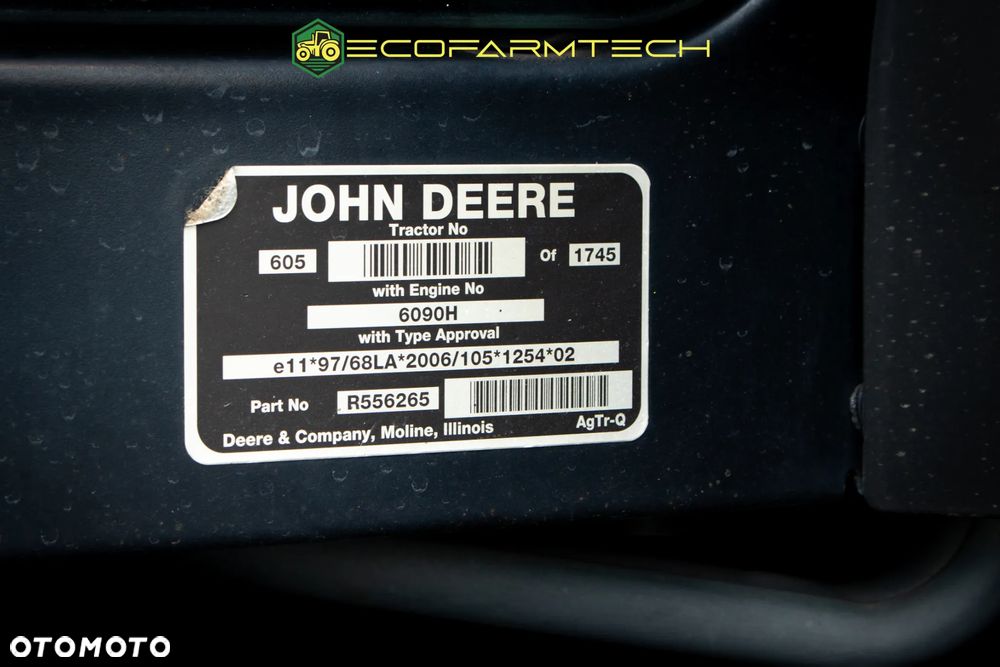 ECOFARMTECH
JOHN DEERE
Tractor No
605 Of 1745
with Engine No
6090H
with Type Approval
e11*97/68LA*2006/105*1254*02
Part No R556265
Deere & Company, Moline, Illinois AgTr-Q
OTOMOTO